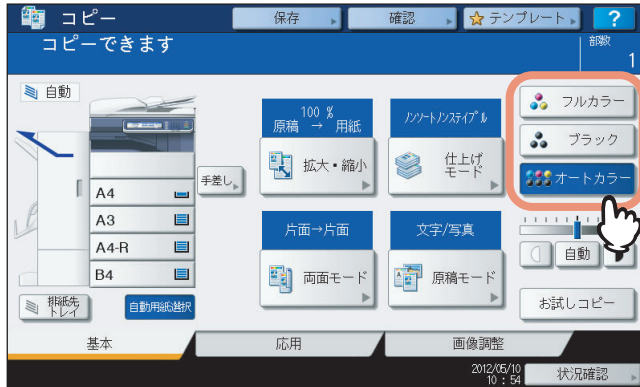 コピー
保存
確認
テンプレート
?
コピーできます
部数
1
自動
100 %
原稿 → 用紙
ノンソートノンステイプル
フルカラー
ブラック
オートカラー
拡大・縮小
仕上げ
モード
手差し
A4
A3
A4-R
B4
片面→片面
文字/写真
両面モード
原稿モード
自動
排紙先
トレイ
自動用紙選択
お試しコピー
基本
応用
画像調整
2012/05/10
10 : 54
状況確認